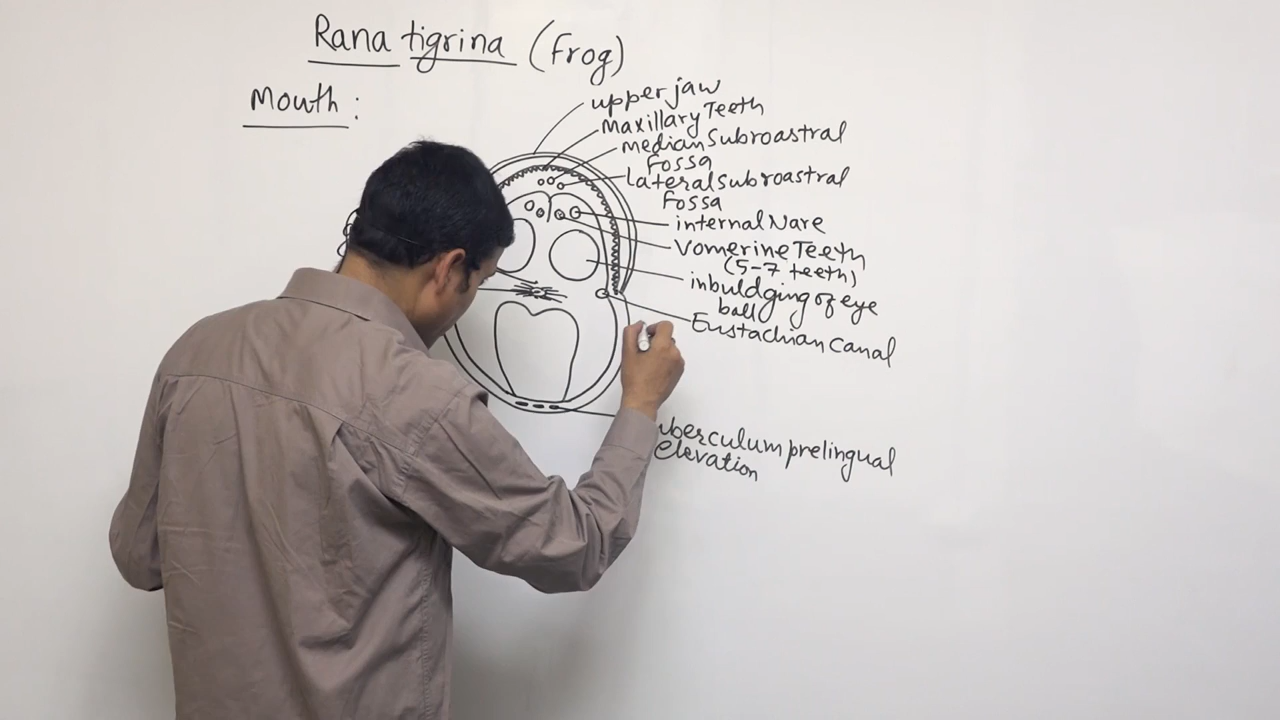 Rana tigrina (frog)
Mouth :
upper jaw
Maxillary Teeth
median Subroastral
Fossa
Lateral subroastral
Fossa
internal Nare
Vomerine Teeth
(5-7 teeth)
inbuldging of eye
ball
Eustachian Canal
uberculum prelingual
elevation